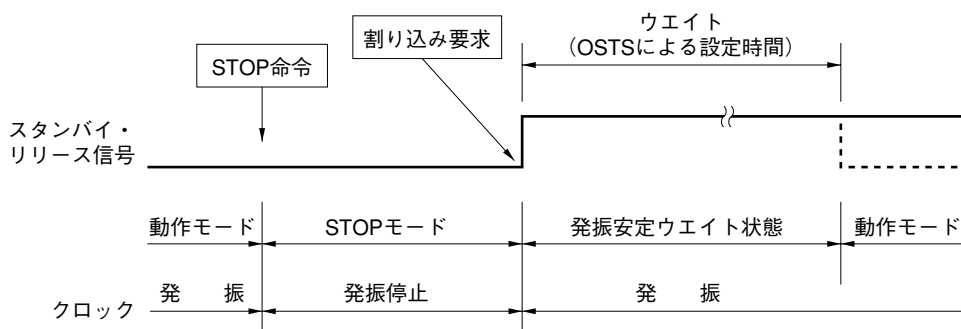 ウエイト
（OSTSによる設定時間）
割り込み要求
STOP命令
スタンバイ・
リリース信号
動作モード
STOPモード
発振安定ウエイト状態
動作モード
クロック
発　振
発振停止
発　振